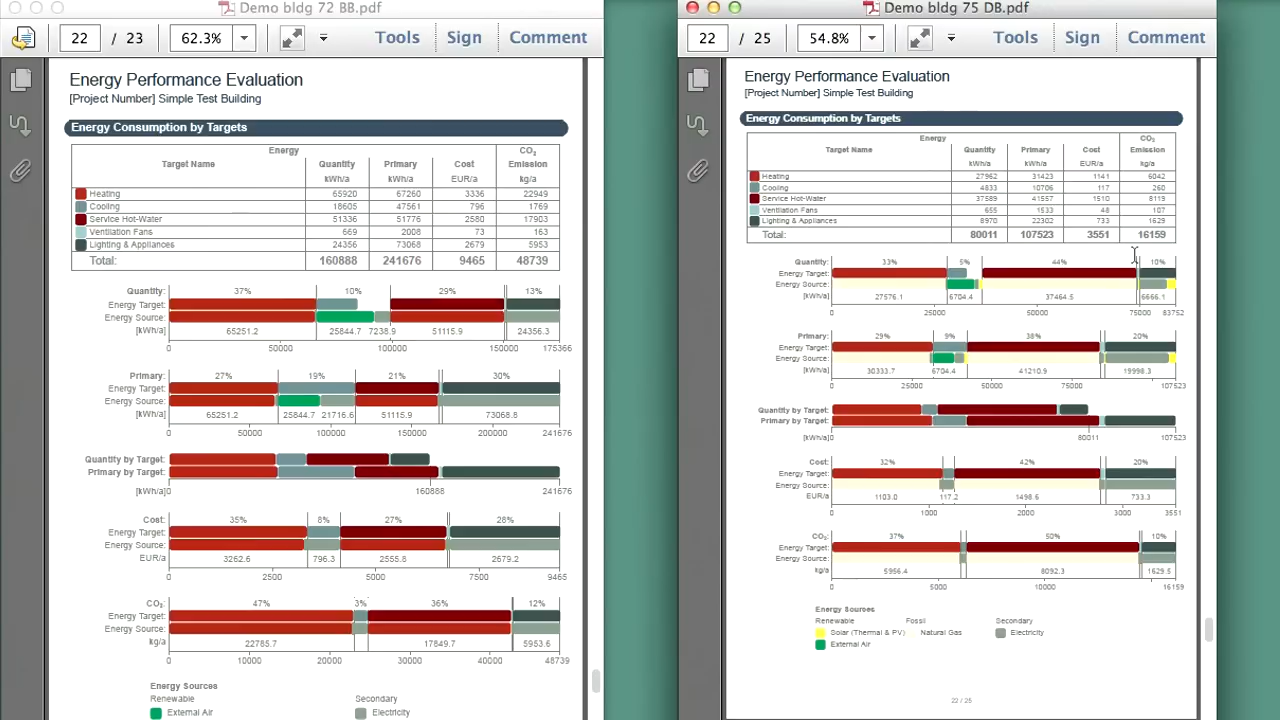 Demo bldg 72 BB.pdf
22 / 23 62.3% Tools Sign Comment
Energy Performance Evaluation
[Project Number] Simple Test Building
Energy Consumption by Targets
Energy CO₂
Target Name Quantity Primary Cost Emission
kWh/a kWh/a EUR/a kg/a
Heating 65920 67260 3336 22949
Cooling 18605 47561 796 1769
Service Hot-Water 51336 51776 2580 17903
Ventilation Fans 669 2008 73 163
Lighting & Appliances 24356 73068 2679 5953
Total: 160888 241676 9465 48739
Quantity: 37% 10% 29% 13%
Energy Target:
Energy Source:
[kWh/a] 65251.2 25844.7 7238.9 51115.9 24356.3
0 50000 100000 150000 175366
Primary: 27% 19% 21% 30%
Energy Target:
Energy Source:
[kWh/a] 65251.2 25844.7 21716.6 51115.9 73068.8
0 50000 100000 150000 200000 241676
Quantity by Target:
Primary by Target:
[kWh/a]0 160888 241676
Cost: 35% 8% 27% 28%
Energy Target:
Energy Source:
EUR/a 3262.6 796.3 2555.8 2679.2
0 2500 5000 7500 9465
CO₂: 47% 3% 36% 12%
Energy Target:
Energy Source:
kg/a 22785.7 17849.7 5953.6
0 10000 20000 30000 40000 48739
Energy Sources
Renewable Secondary
External Air Electricity
Demo bldg 75 DB.pdf
22 / 25 54.8% Tools Sign Comment
Energy Performance Evaluation
[Project Number] Simple Test Building
Energy Consumption by Targets
Energy CO₂
Target Name Quantity Primary Cost Emission
kWh/a kWh/a EUR/a kg/a
Heating 27962 31423 1141 6042
Cooling 4833 10706 117 260
Service Hot-Water 37589 41557 1510 8119
Ventilation Fans 655 1533 48 107
Lighting & Appliances 8970 22302 733 1629
Total: 80011 107523 3551 16159
Quantity: 33% 5% 44% 10%
Energy Target:
Energy Source:
[kWh/a] 27576.1 6704.4 37464.5 6666.1
0 25000 50000 75000 83752
Primary: 29% 9% 38% 20%
Energy Target:
Energy Source:
[kWh/a] 30333.7 6704.4 41210.9 19998.3
0 25000 50000 75000 107523
Quantity by Target:
Primary by Target:
[kWh/a]0 80011 107523
Cost: 32% 42% 20%
Energy Target:
Energy Source:
EUR/a 1103.0 117.2 1498.6 733.3
0 1000 2000 3000 3551
CO₂: 37% 50% 10%
Energy Target:
Energy Source:
kg/a 5956.4 8092.3 1629.5
0 5000 10000 16159
Energy Sources
Renewable Fossil Secondary
Solar (Thermal & PV) Natural Gas Electricity
External Air
22 / 25